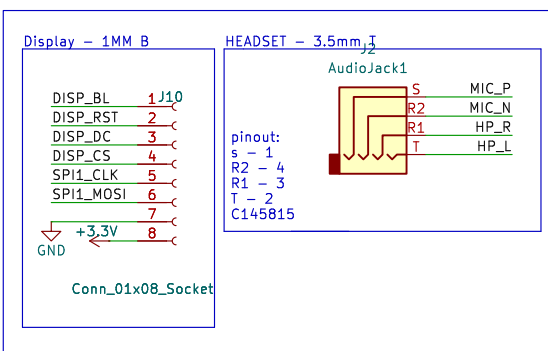 Display - 1MM B
DISP_BL 1 J10
DISP_RST 2
DISP_DC 3
DISP_CS 4
SPI1_CLK 5
SPI1_MOSI 6
7
+3.3V 8
GND
Conn_01x08_Socket
HEADSET - 3.5mm T
J2
AudioJack1
S MIC_P
R2 MIC_N
R1 HP_R
T HP_L
pinout:
s - 1
R2 - 4
R1 - 3
T - 2
C145815